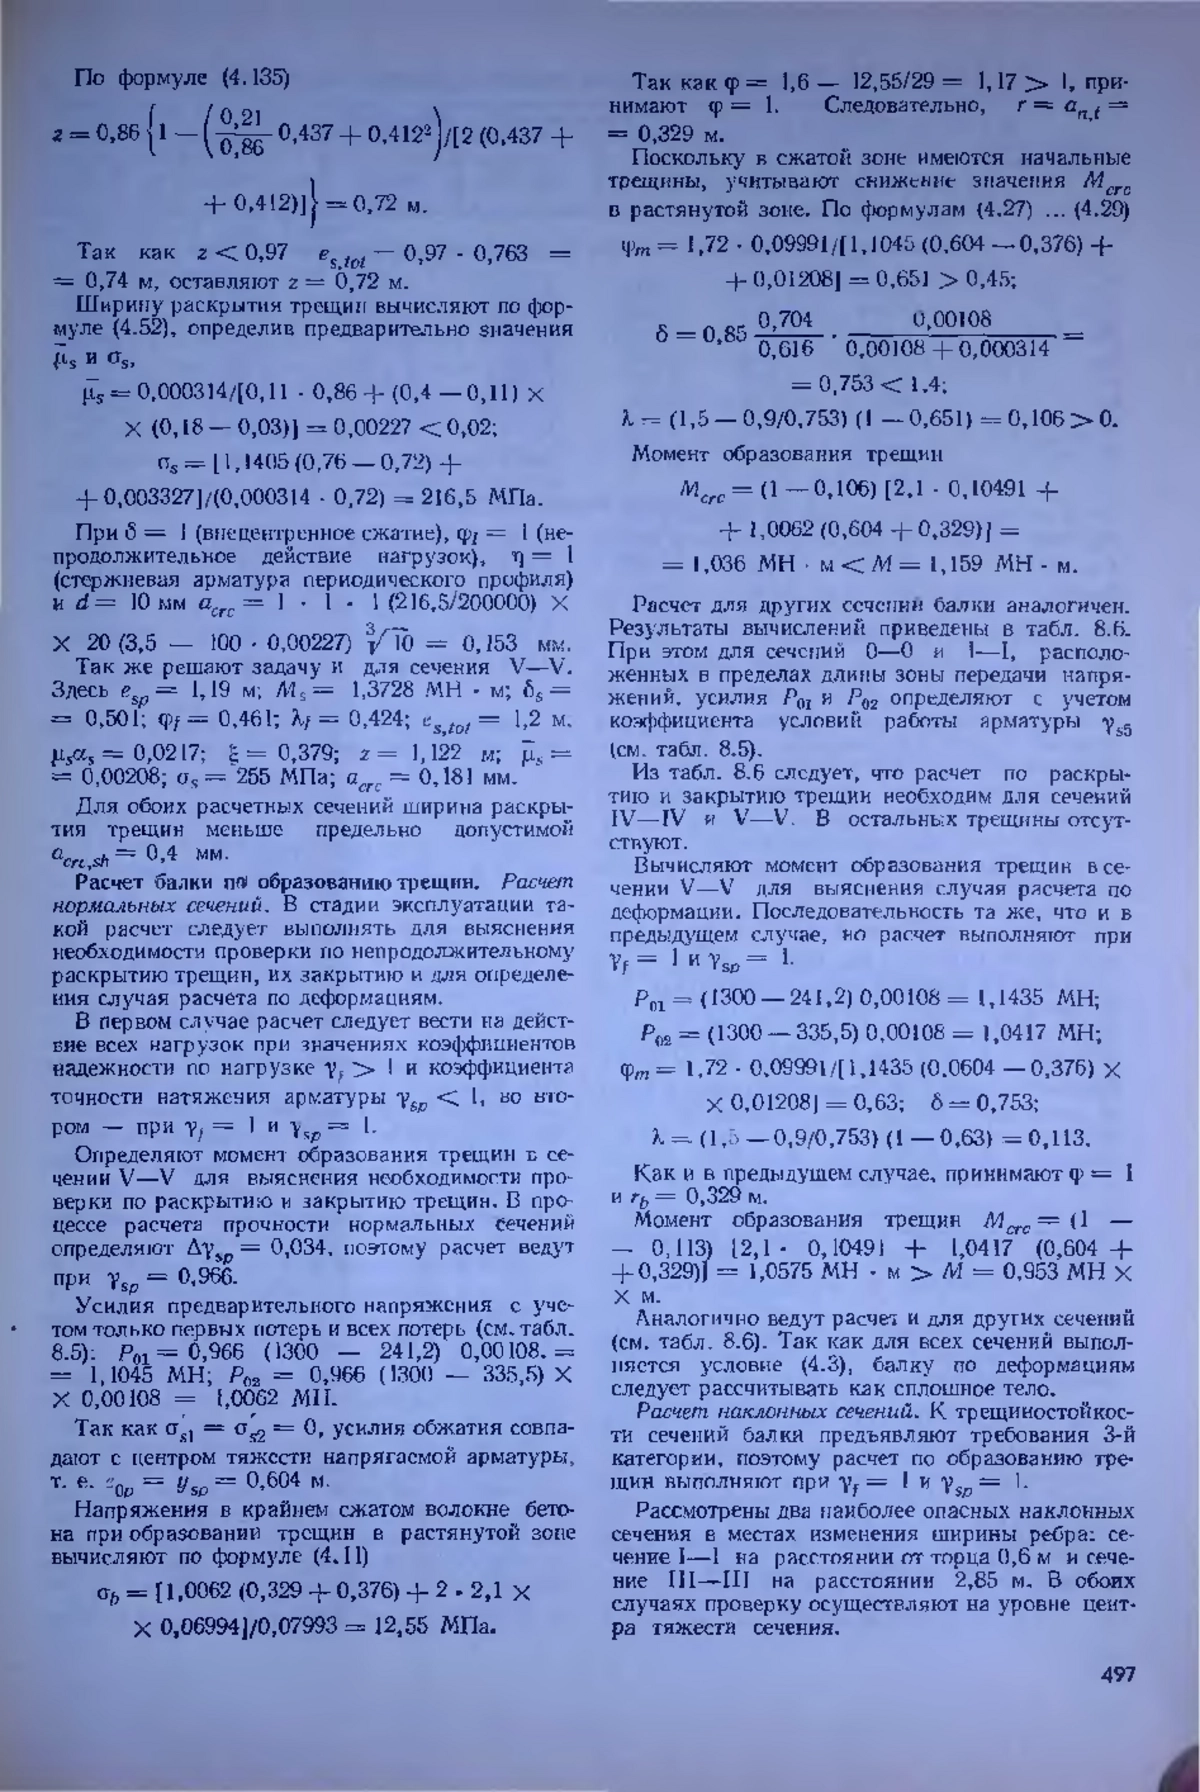 По формуле (4.135)
z = 0,86 {1 — (0,21/0,86 0,437 + 0,412²)/[2 (0,437 +
+ 0,412)]} = 0,72 м.
Так как z < 0,97 e_s,tot — 0,97 · 0,763 =
= 0,74 м, оставляют z = 0,72 м.
Ширину раскрытия трещин вычисляют по фор-
муле (4.52), определив предварительно значения
μ̄_s и σ_s,
μ̄_s = 0,000314/[0,11 · 0,86 + (0,4 — 0,11) ×
× (0,18 — 0,03)] = 0,00227 < 0,02;
σ_s = [1,1405 (0,76 — 0,72) +
+ 0,003327]/(0,000314 · 0,72) = 216,5 МПа.
При δ = 1 (внецентренное сжатие), φ_l = 1 (не-
продолжительное действие нагрузок), η = 1
(стержневая арматура периодического профиля)
и d = 10 мм a_crc = 1 · 1 · 1 (216,5/200000) ×
× 20 (3,5 — 100 · 0,00227) ∛10 = 0,153 мм.
Так же решают задачу и для сечения V—V.
Здесь e_sp = 1,19 м; M_s = 1,3728 МН · м; δ_s =
= 0,501; φ_f = 0,461; λ_f = 0,424; e_s,tot = 1,2 м.
μ_sα_s = 0,0217; ξ = 0,379; z = 1,122 м; μ̄_s =
= 0,00208; σ_s = 255 МПа; a_crc = 0,181 мм.
Для обоих расчетных сечений ширина раскры-
тия трещин меньше предельно допустимой
a_crc,sh = 0,4 мм.
Расчет балки по образованию трещин. Расчет
нормальных сечений. В стадии эксплуатации та-
кой расчет следует выполнять для выяснения
необходимости проверки по непродолжительному
раскрытию трещин, их закрытию и для определе-
ния случая расчета по деформациям.
В первом случае расчет следует вести на дейст-
вие всех нагрузок при значениях коэффициентов
надежности по нагрузке γ_f > 1 и коэффициента
точности натяжения арматуры γ_sp < 1, во вто-
ром — при γ_f = 1 и γ_sp = 1.
Определяют момент образования трещин в се-
чении V—V для выяснения необходимости про-
верки по раскрытию и закрытию трещин. В про-
цессе расчета прочности нормальных сечений
определяют Δγ_sp = 0,034, поэтому расчет ведут
при γ_sp = 0,966.
Усилия предварительного напряжения с уче-
том только первых потерь и всех потерь (см. табл.
8.5): P₀₁ = 0,966 (1300 — 241,2) 0,00108. =
= 1,1045 МН; P₀₂ = 0,966 (1300 — 335,5) ×
× 0,00108 = 1,0062 МН.
Так как σ′_s1 = σ′_s2 = 0, усилия обжатия совпа-
дают с центром тяжести напрягаемой арматуры,
т. е. e_0p = y_sp = 0,604 м.
Напряжения в крайнем сжатом волокне бето-
на при образовании трещин в растянутой зоне
вычисляют по формуле (4.11)
σ_b = [1,0062 (0,329 + 0,376) + 2 · 2,1 ×
× 0,06994]/0,07993 = 12,55 МПа.
Так как φ = 1,6 — 12,55/29 = 1,17 > 1, при-
нимают φ = 1. Следовательно, r = a_n,t =
= 0,329 м.
Поскольку в сжатой зоне имеются начальные
трещины, учитывают снижение значения M_crc
в растянутой зоне. По формулам (4.27) ... (4.29)
ψ_m = 1,72 · 0,09991/[1,1045 (0,604 — 0,376) +
+ 0,01208] = 0,651 > 0,45;
δ = 0,85 0,704/0,616 · 0,00108/(0,00108 + 0,000314) =
= 0,753 < 1,4;
λ = (1,5 — 0,9/0,753) (1 — 0,651) = 0,106 > 0.
Момент образования трещин
M_crc = (1 — 0,106) [2,1 · 0,10491 +
+ 1,0062 (0,604 + 0,329)] =
= 1,036 МН · м < M = 1,159 МН · м.
Расчет для других сечений балки аналогичен.
Результаты вычислений приведены в табл. 8.6.
При этом для сечений 0—0 и I—I, располо-
женных в пределах длины зоны передачи напря-
жений, усилия P₀₁ и P₀₂ определяют с учетом
коэффициента условий работы арматуры γ_s5
(см. табл. 8.5).
Из табл. 8.6 следует, что расчет по раскры-
тию и закрытию трещин необходим для сечений
IV—IV и V—V. В остальных трещины отсут-
ствуют.
Вычисляют момент образования трещин в се-
чении V—V для выяснения случая расчета по
деформации. Последовательность та же, что и в
предыдущем случае, но расчет выполняют при
γ_f = 1 и γ_sp = 1.
P₀₁ = (1300 — 241,2) 0,00108 = 1,1435 МН;
P₀₂ = (1300 — 335,5) 0,00108 = 1,0417 МН;
φ_m = 1,72 · 0,09991/[1,1435 (0.0604 — 0,376) ×
× 0,01208] = 0,63; δ = 0,753;
λ = (1,5 — 0,9/0,753) (1 — 0,63) = 0,113.
Как и в предыдущем случае, принимают φ = 1
и r_b = 0,329 м.
Момент образования трещин M_crc = (1 —
— 0,113) [2,1 · 0,10491 + 1,0417 (0,604 +
+ 0,329)] = 1,0575 МН · м > M = 0,953 МН ×
× м.
Аналогично ведут расчет и для других сечений
(см. табл. 8.6). Так как для всех сечений выпол-
няется условие (4.3), балку по деформациям
следует рассчитывать как сплошное тело.
Расчет наклонных сечений. К трещиностойкос-
ти сечений балки предъявляют требования 3-й
категории, поэтому расчет по образованию тре-
щин выполняют при γ_f = 1 и γ_sp = 1.
Рассмотрены два наиболее опасных наклонных
сечения в местах изменения ширины ребра: се-
чение I—I на расстоянии от торца 0,6 м и сече-
ние III—III на расстоянии 2,85 м. В обоих
случаях проверку осуществляют на уровне цент-
ра тяжести сечения.
497